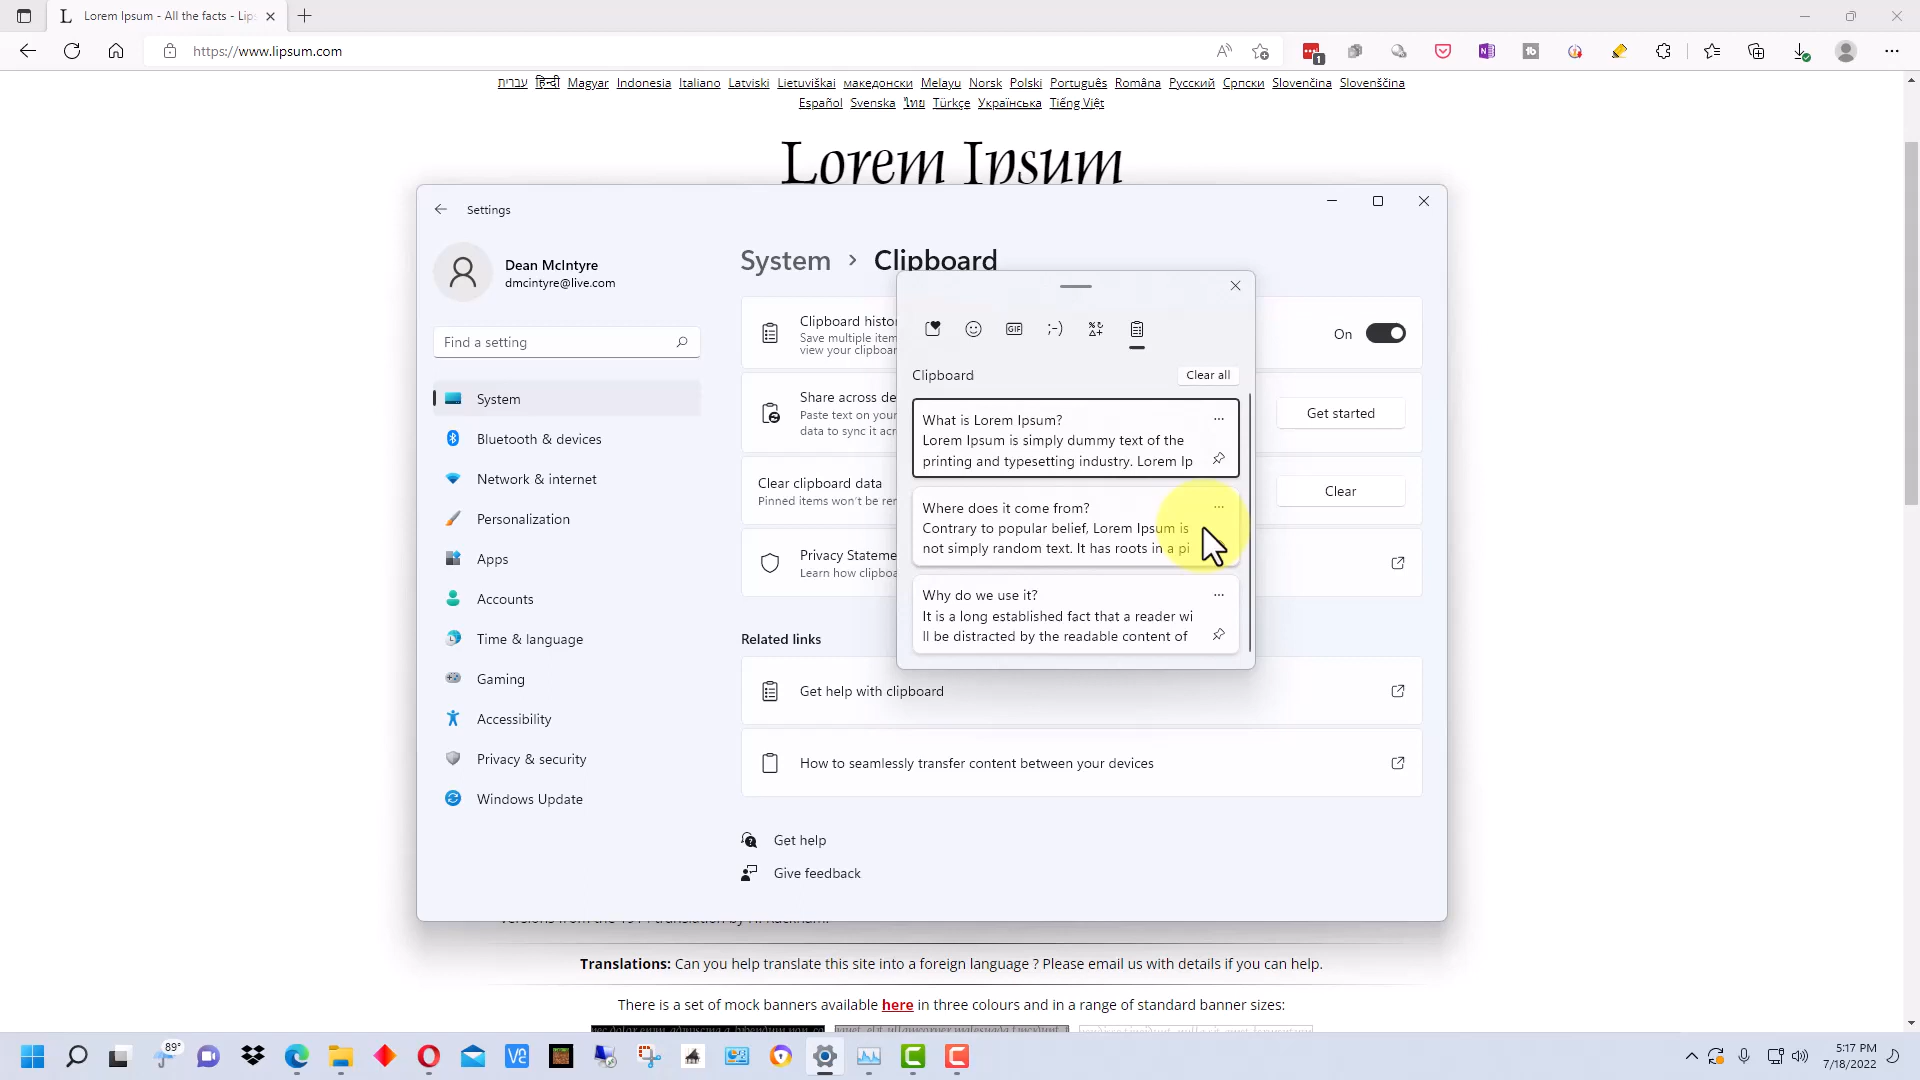 Lorem Ipsum - All the facts - Lips
https://www.lipsum.com
1
עברית हिन्दी Magyar Indonesia Italiano Latviski Lietuviškai македонски Melayu Norsk Polski Português Româna Русский Српски Slovenčina Slovenščina
Español Svenska ไทย Türkçe Українська Tiếng Việt
Lorem Ipsum
Settings
Dean McIntyre
dmcintyre@live.com
Find a setting
System
Bluetooth & devices
Network & internet
Personalization
Apps
Accounts
Time & language
Gaming
Accessibility
Privacy & security
Windows Update
System > Clipboard
Clipboard histo
Save multiple item
view your clipboar
On
Share across de
Paste text on your
data to sync it acr
Get started
Clear clipboard data
Pinned items won't be re
Clear
Privacy Stateme
Learn how clipboa
Related links
Get help with clipboard
How to seamlessly transfer content between your devices
Get help
Give feedback
GIF
;-)
Clipboard
Clear all
What is Lorem Ipsum?
Lorem Ipsum is simply dummy text of the
printing and typesetting industry. Lorem Ip
Where does it come from?
Contrary to popular belief, Lorem Ipsum is
not simply random text. It has roots in a pi
Why do we use it?
It is a long established fact that a reader wi
ll be distracted by the readable content of
Translations: Can you help translate this site into a foreign language ? Please email us with details if you can help.
There is a set of mock banners available here in three colours and in a range of standard banner sizes:
89°
5:17 PM
7/18/2022